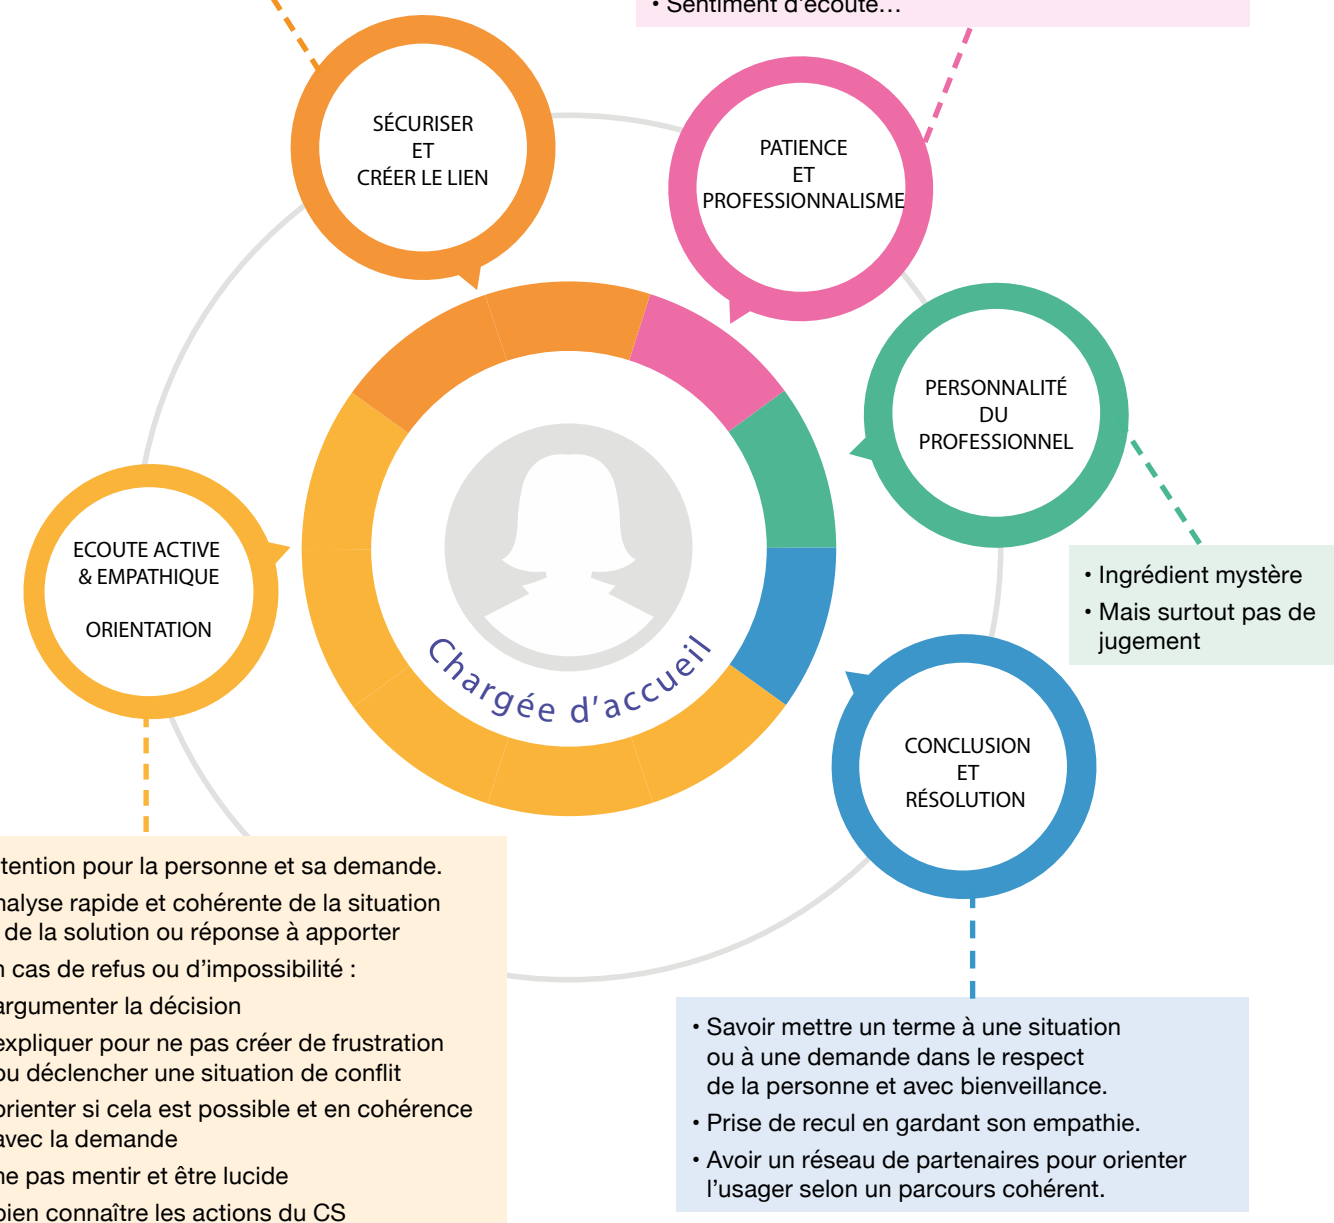 • Sentiment d'écoute…
SÉCURISER
ET
CRÉER LE LIEN
PATIENCE
ET
PROFESSIONNALISME
PERSONNALITÉ
DU
PROFESSIONNEL
ECOUTE ACTIVE
& EMPATHIQUE
ORIENTATION
• Ingrédient mystère
• Mais surtout pas de
jugement
Chargée d'accueil
CONCLUSION
ET
RÉSOLUTION
tention pour la personne et sa demande.
nalyse rapide et cohérente de la situation
de la solution ou réponse à apporter
n cas de refus ou d'impossibilité :
argumenter la décision
expliquer pour ne pas créer de frustration
ou déclencher une situation de conflit
orienter si cela est possible et en cohérence
avec la demande
ne pas mentir et être lucide
bien connaître les actions du CS
• Savoir mettre un terme à une situation
ou à une demande dans le respect
de la personne et avec bienveillance.
• Prise de recul en gardant son empathie.
• Avoir un réseau de partenaires pour orienter
l'usager selon un parcours cohérent.